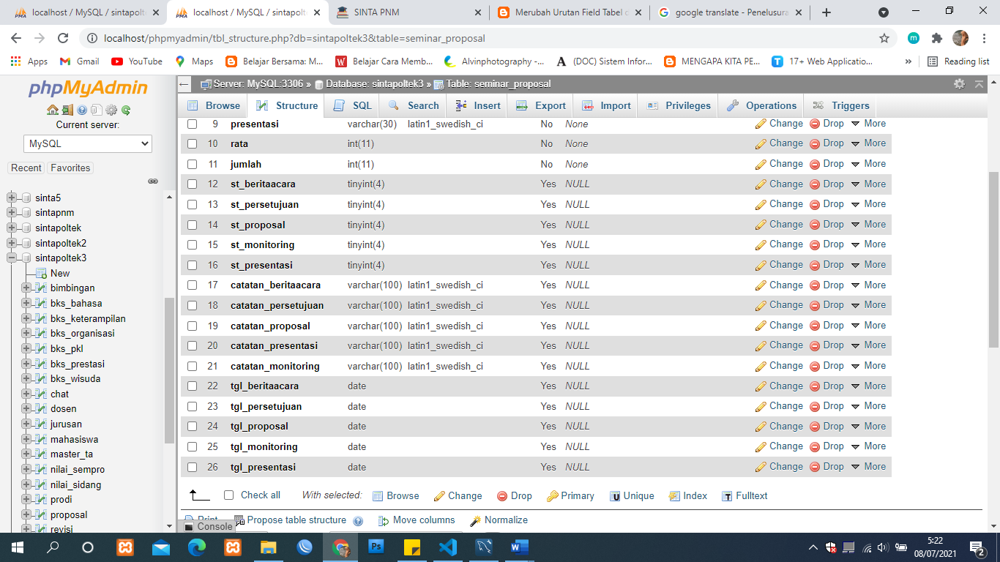 localhost / MySQL / sintapolt
localhost / MySQL / sintapolt
SINTA PNM
Merubah Urutan Field Tabel d
google translate - Penelusura
localhost/phpmyadmin/tbl_structure.php?db=sintapoltek3&table=seminar_proposal
m
Apps
Gmail
YouTube
Maps
Belajar Bersama: M...
Belajar Cara Memb...
Alvinphotography -...
(DOC) Sistem Infor...
MENGAPA KITA PE...
17+ Web Applicatio...
»
Reading list
phpMyAdmin
Current server:
MySQL
Recent
Favorites
sinta5
sintapnm
sintapoltek
sintapoltek2
sintapoltek3
New
bimbingan
bks_bahasa
bks_keterampilan
bks_organisasi
bks_pkl
bks_prestasi
bks_wisuda
chat
dosen
jurusan
mahasiswa
master_ta
nilai_sempro
nilai_sidang
prodi
proposal
revisi
Server: MySQL:3306 » Database: sintapoltek3 » Table: seminar_proposal
Browse Structure SQL Search Insert Export Import Privileges Operations Triggers
9 presentasi varchar(30) latin1_swedish_ci No None Change Drop More
10 rata int(11) No None Change Drop More
11 jumlah int(11) No None Change Drop More
12 st_beritaacara tinyint(4) Yes NULL Change Drop More
13 st_persetujuan tinyint(4) Yes NULL Change Drop More
14 st_proposal tinyint(4) Yes NULL Change Drop More
15 st_monitoring tinyint(4) Yes NULL Change Drop More
16 st_presentasi tinyint(4) Yes NULL Change Drop More
17 catatan_beritaacara varchar(100) latin1_swedish_ci Yes NULL Change Drop More
18 catatan_persetujuan varchar(100) latin1_swedish_ci Yes NULL Change Drop More
19 catatan_proposal varchar(100) latin1_swedish_ci Yes NULL Change Drop More
20 catatan_presentasi varchar(100) latin1_swedish_ci Yes NULL Change Drop More
21 catatan_monitoring varchar(100) latin1_swedish_ci Yes NULL Change Drop More
22 tgl_beritaacara date Yes NULL Change Drop More
23 tgl_persetujuan date Yes NULL Change Drop More
24 tgl_proposal date Yes NULL Change Drop More
25 tgl_monitoring date Yes NULL Change Drop More
26 tgl_presentasi date Yes NULL Change Drop More
Check all With selected: Browse Change Drop Primary Unique Index Fulltext
Print Propose table structure Move columns Normalize
Console
5:22
08/07/2021
2